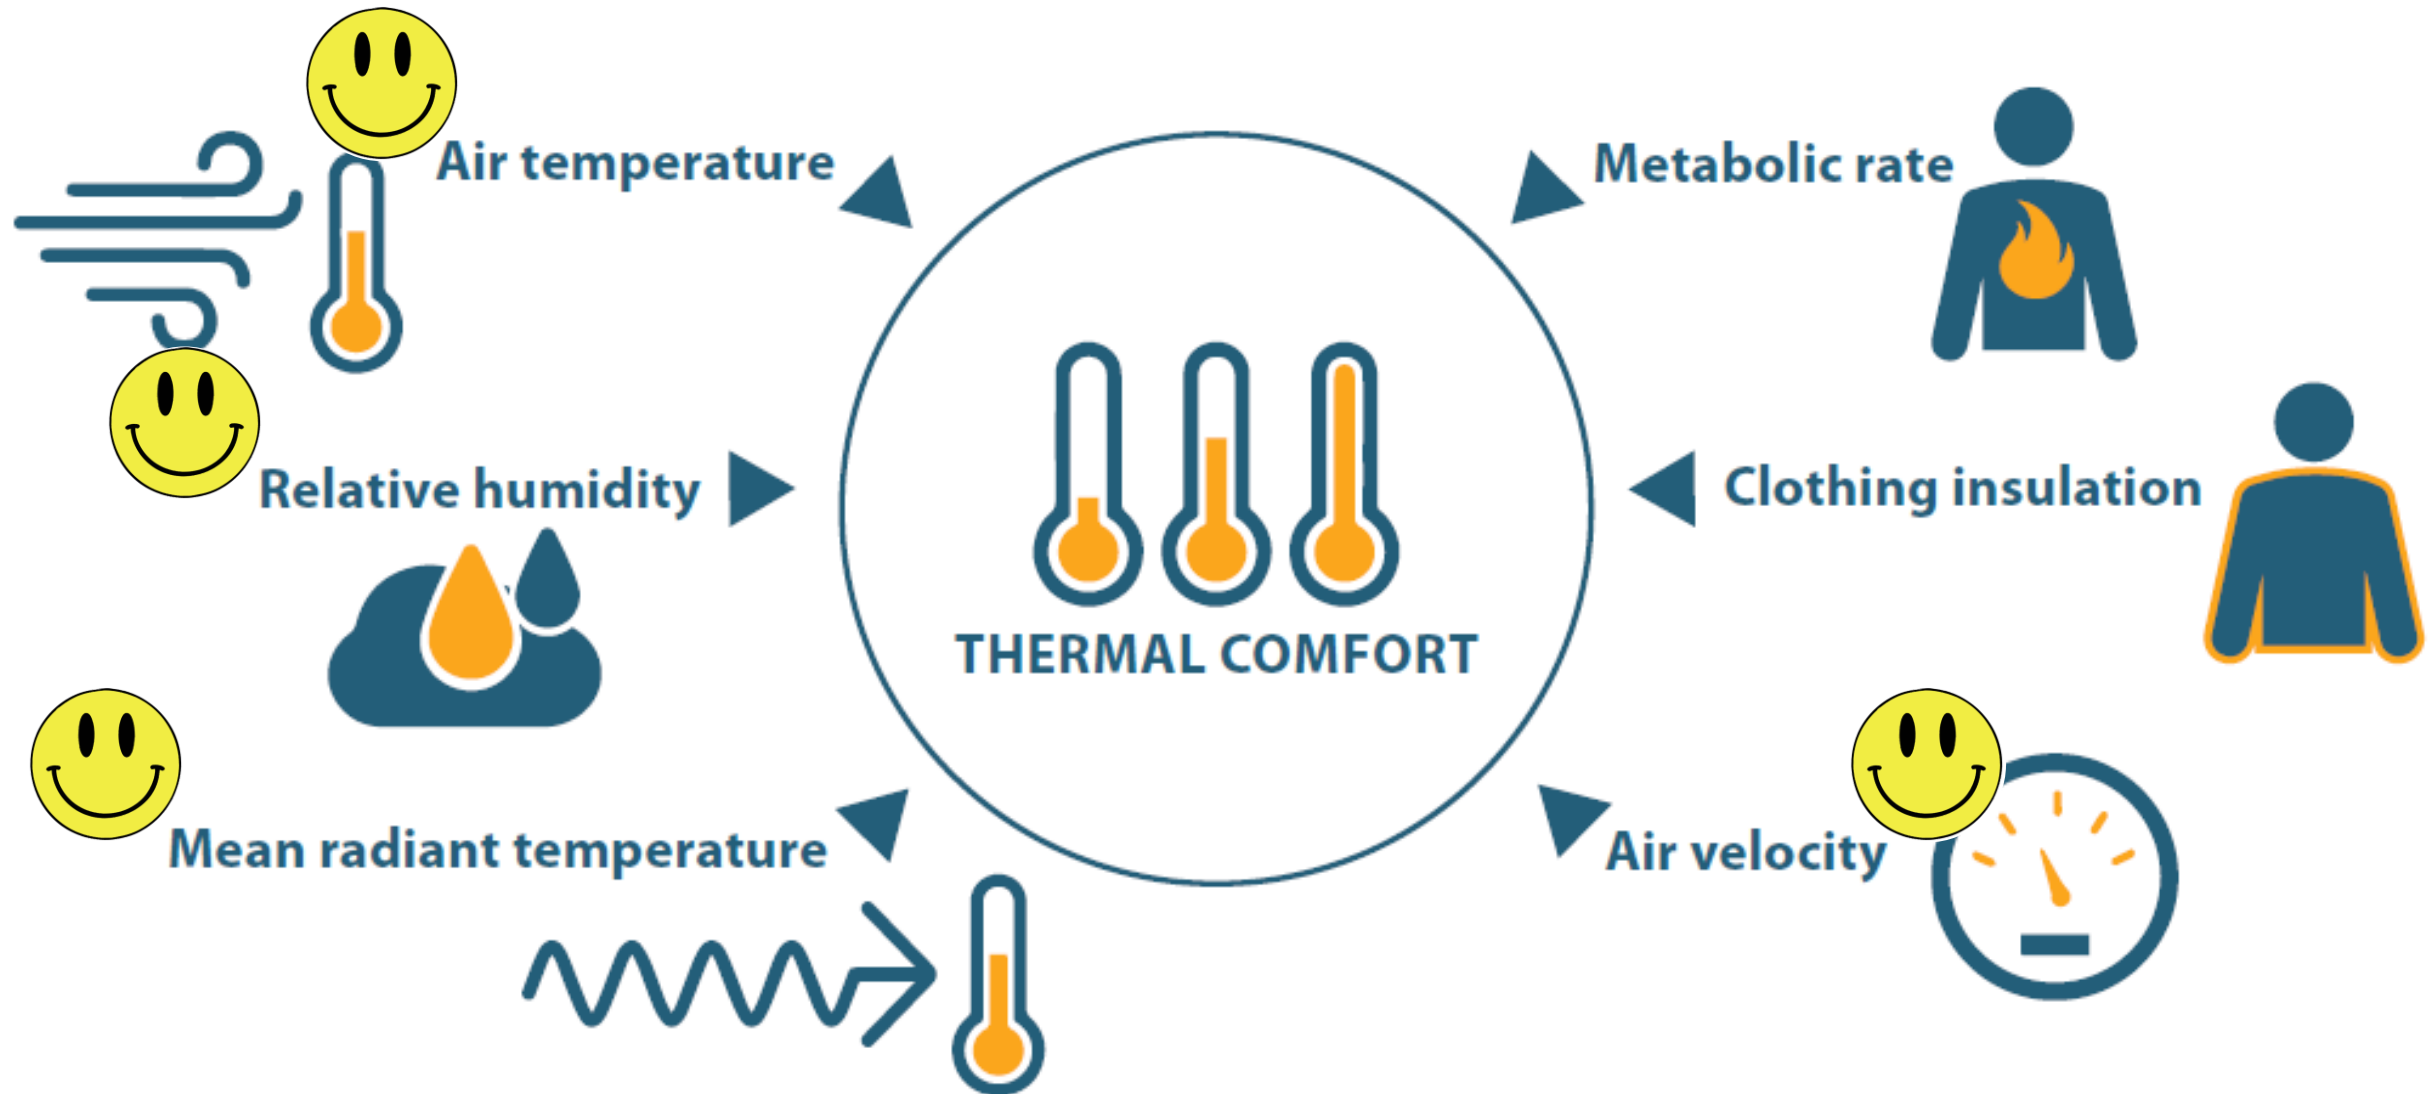 Air temperature
Metabolic rate
Relative humidity
Clothing insulation
THERMAL COMFORT
Mean radiant temperature
Air velocity